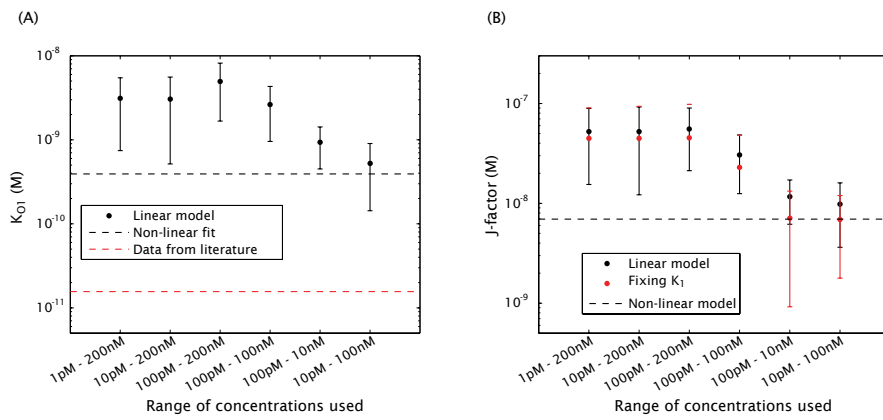 (A)
10^-8
10^-9
10^-10
10^-11
K_O1 (M)
Linear model
Non-linear fit
Data from literature
1pM - 200nM
10pM - 200nM
100pM - 200nM
100pM - 100nM
100pM - 10nM
10pM - 100nM
Range of concentrations used
(B)
10^-7
10^-8
10^-9
J-factor (M)
Linear model
Fixing K_1
Non-linear model
1pM - 200nM
10pM - 200nM
100pM - 200nM
100pM - 100nM
100pM - 10nM
10pM - 100nM
Range of concentrations used